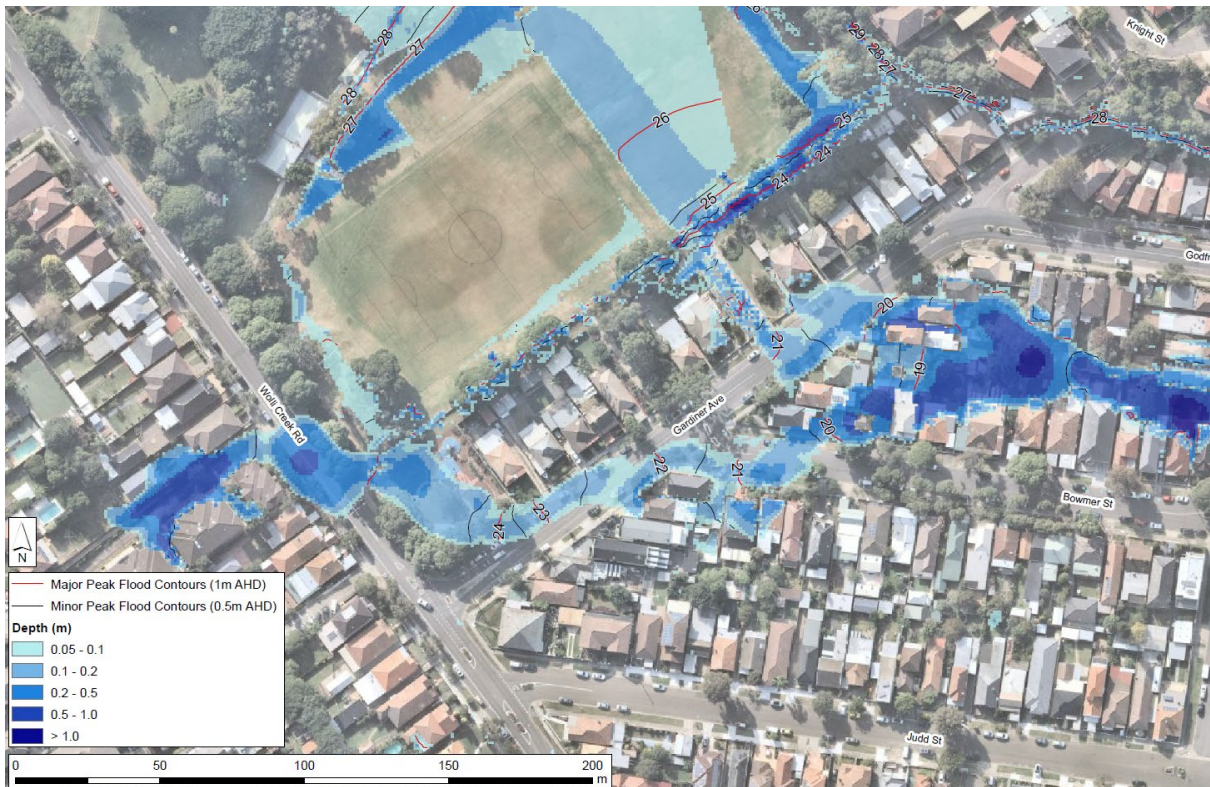 Knight St
28
27
28
27
29
28
27
27
28
26
25
24
24
25
Godfr
20
21
19
Wolli Creek Rd
Gardiner Ave
20
22
21
24
23
Bowmer St
N
Major Peak Flood Contours (1m AHD)
Minor Peak Flood Contours (0.5m AHD)
Depth (m)
0.05 - 0.1
0.1 - 0.2
0.2 - 0.5
0.5 - 1.0
> 1.0
Judd St
0 50 100 150 200
m